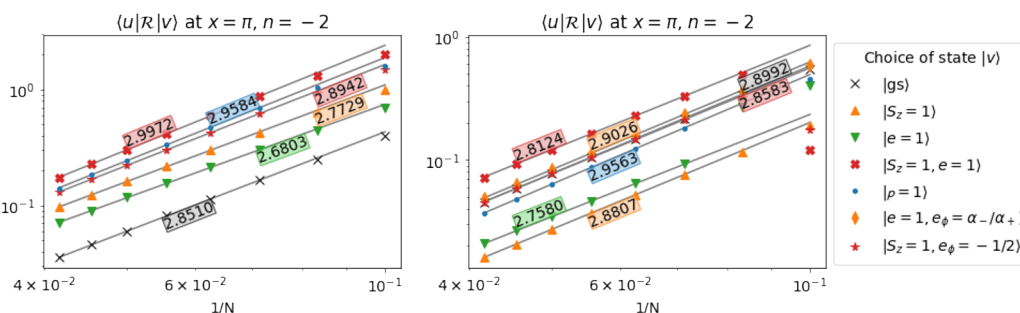 ⟨u|ℛ|v⟩ at x = π, n = −2
10⁰
10⁻¹
2.9972
2.9584
2.8942
2.7729
2.6803
2.8510
4 × 10⁻²
6 × 10⁻²
10⁻¹
1/N
⟨u|ℛ|v⟩ at x = π, n = −2
10⁰
10⁻¹
2.8992
2.8583
2.8124
2.9026
2.9563
2.7580
2.8807
4 × 10⁻²
6 × 10⁻²
10⁻¹
1/N
Choice of state |v⟩
|gs⟩
|S_z = 1⟩
|e = 1⟩
|S_z = 1, e = 1⟩
|p = 1⟩
|e = 1, e_ϕ = α₋/α₊⟩
|S_z = 1, e_ϕ = −1/2⟩